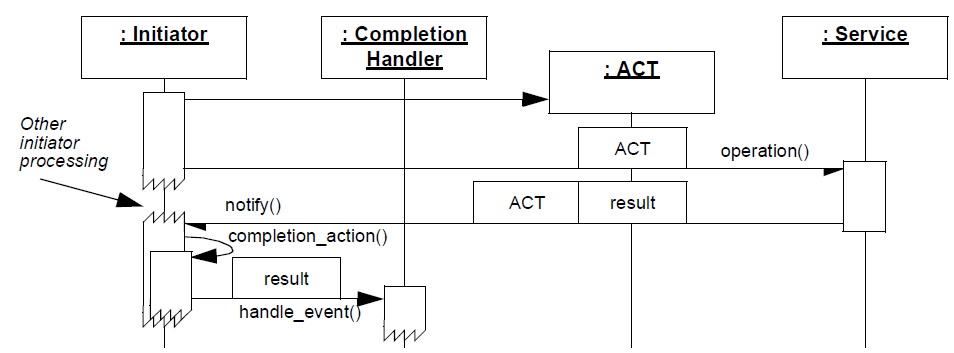 : Initiator
: Completion
Handler
: ACT
: Service
Other
initiator
processing
ACT
operation()
notify()
ACT
result
completion_action()
result
handle_event()